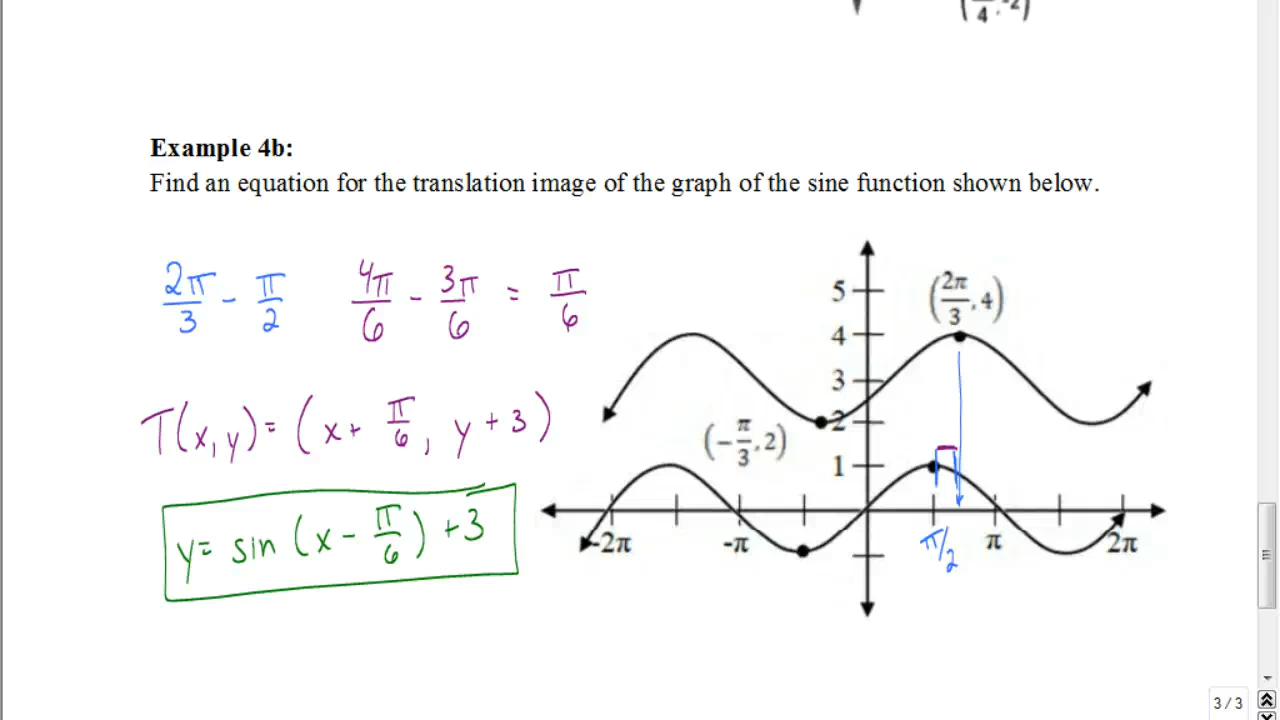 (π/4, -2)
Example 4b:
Find an equation for the translation image of the graph of the sine function shown below.
2π/3 - π/2 4π/6 - 3π/6 = π/6
T(x,y) = (x + π/6, y + 3)
y = sin (x - π/6) + 3
5
4
3
2
1
(2π/3, 4)
(-π/3, 2)
-2π -π π/2 π 2π
3 / 3